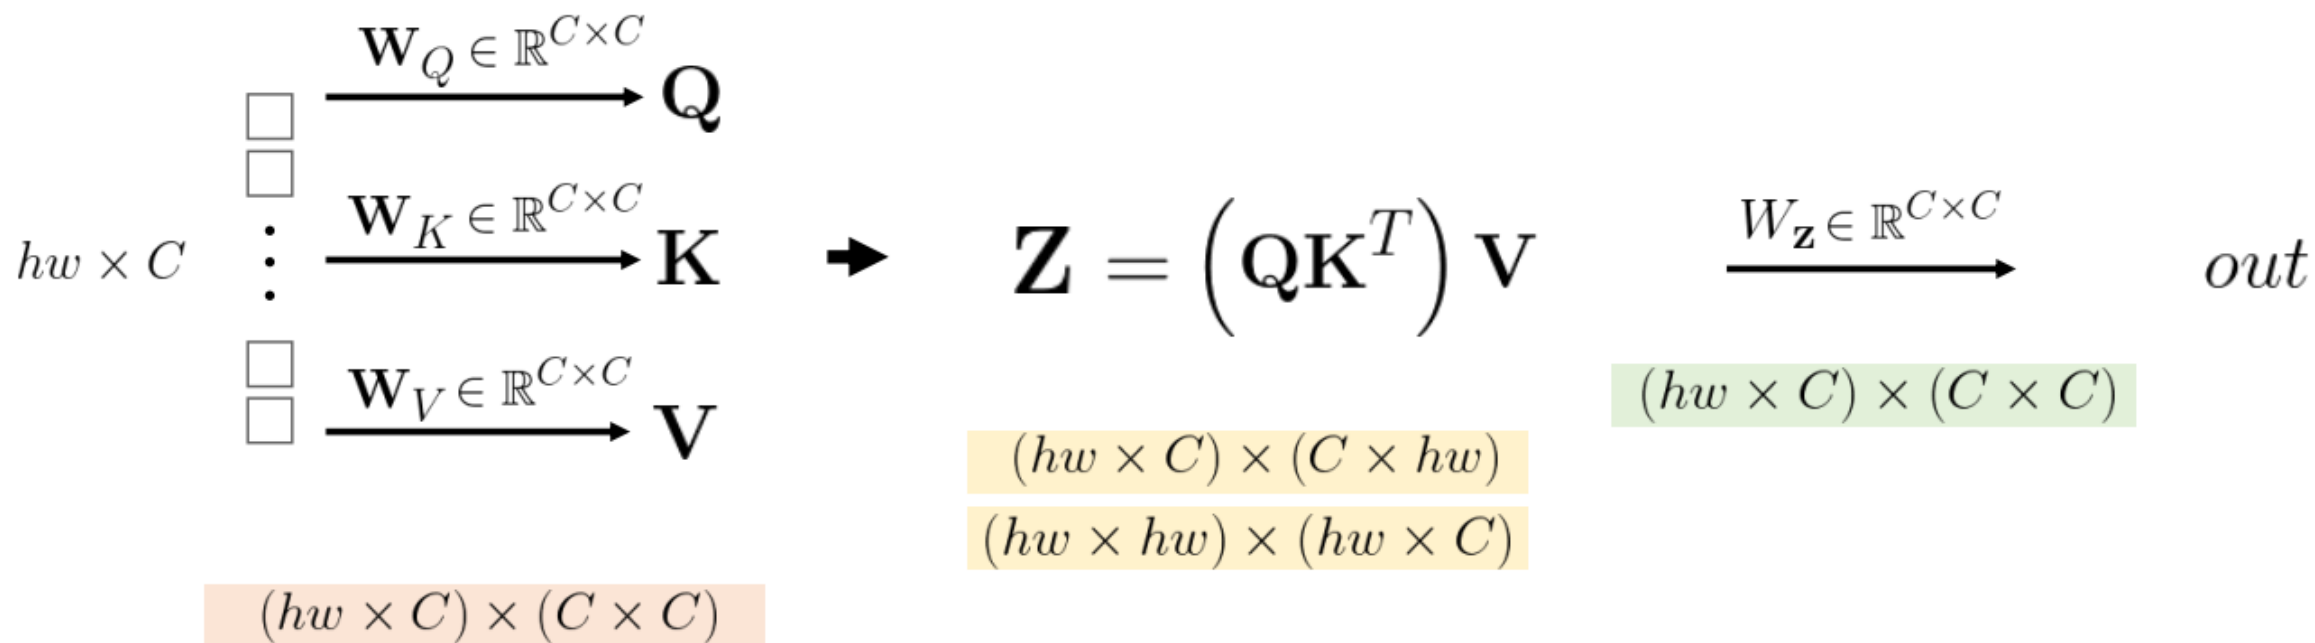 hw × C
W_Q ∈ ℝ^{C×C}
Q
W_K ∈ ℝ^{C×C}
K
W_V ∈ ℝ^{C×C}
V
(hw × C) × (C × C)
Z = (QK^T) V
(hw × C) × (C × hw)
(hw × hw) × (hw × C)
W_z ∈ ℝ^{C×C}
(hw × C) × (C × C)
out